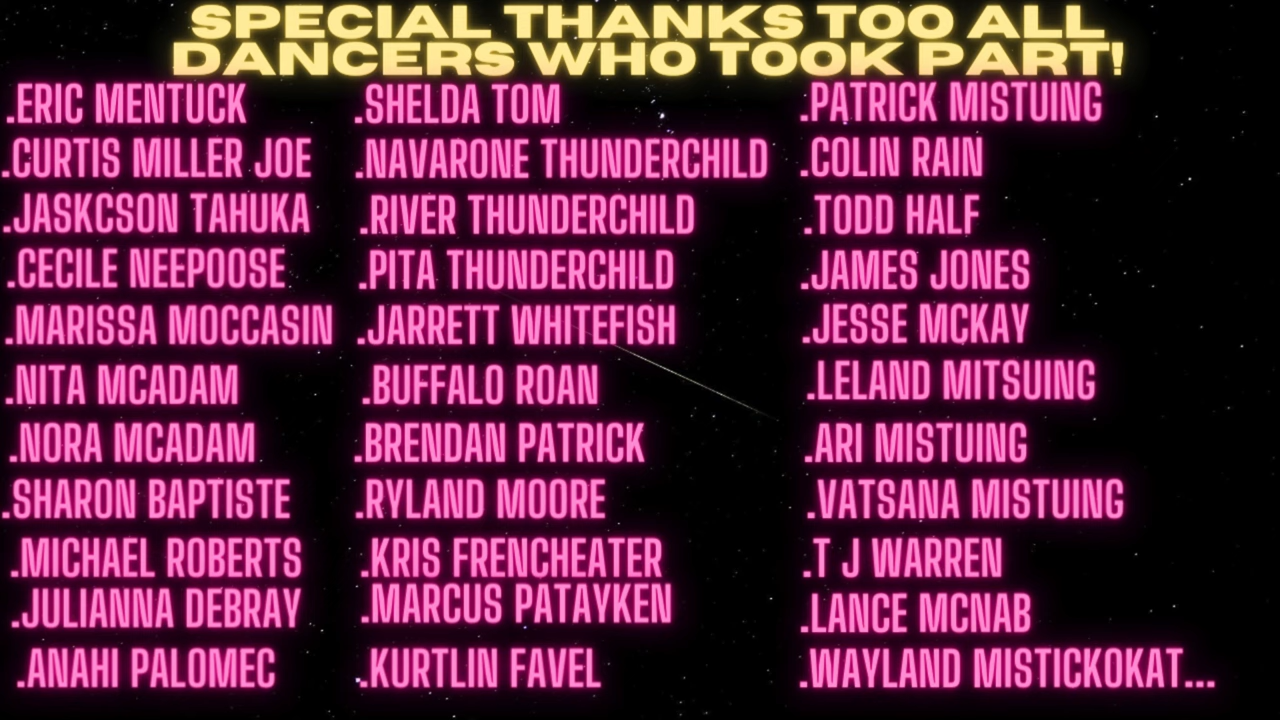 SPECIAL THANKS TOO ALL
DANCERS WHO TOOK PART!
.ERIC MENTUCK
.CURTIS MILLER JOE
.JASKCSON TAHUKA
.CECILE NEEPOOSE
.MARISSA MOCCASIN
.NITA MCADAM
.NORA MCADAM
.SHARON BAPTISTE
.MICHAEL ROBERTS
.JULIANNA DEBRAY
.ANAHI PALOMEC
.SHELDA TOM
.NAVARONE THUNDERCHILD
.RIVER THUNDERCHILD
.PITA THUNDERCHILD
.JARRETT WHITEFISH
.BUFFALO ROAN
.BRENDAN PATRICK
.RYLAND MOORE
.KRIS FRENCHEATER
.MARCUS PATAYKEN
.KURTLIN FAVEL
.PATRICK MISTUING
.COLIN RAIN
.TODD HALF
.JAMES JONES
.JESSE MCKAY
.LELAND MITSUING
.ARI MISTUING
.VATSANA MISTUING
.T J WARREN
.LANCE MCNAB
.WAYLAND MISTICKOKAT...